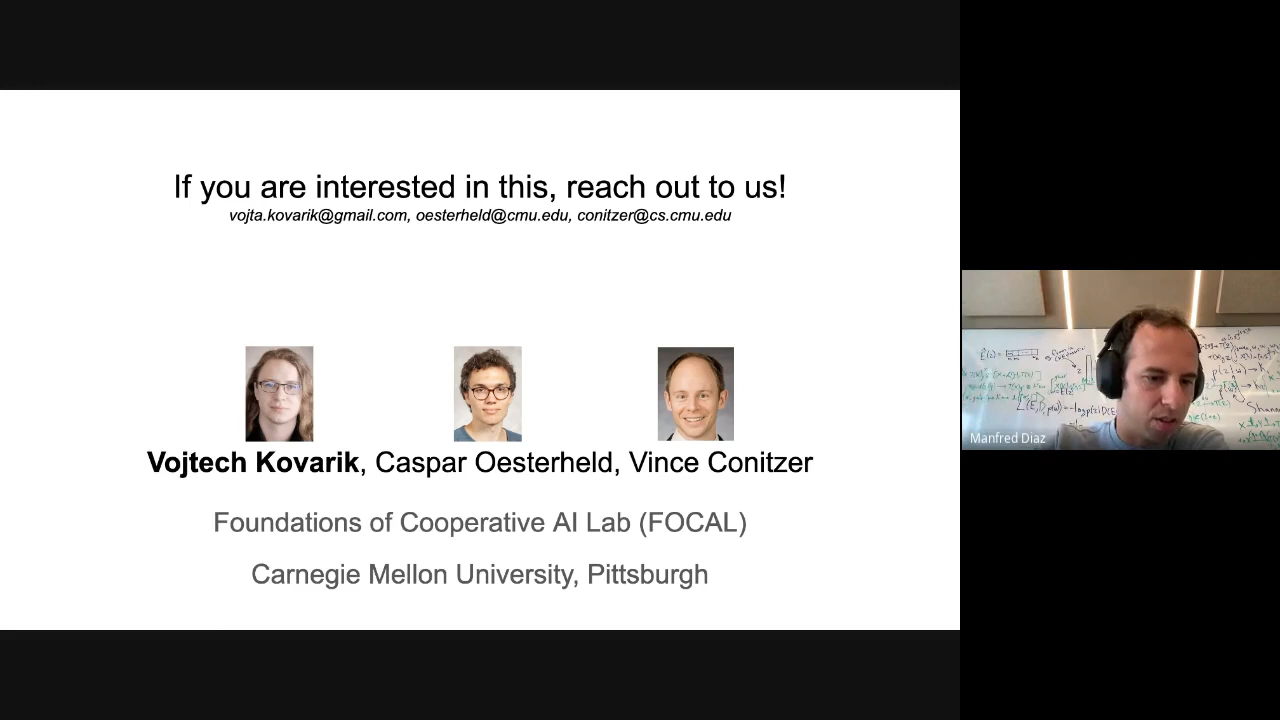 If you are interested in this, reach out to us!
vojta.kovarik@gmail.com, oesterheld@cmu.edu, conitzer@cs.cmu.edu
Vojtech Kovarik, Caspar Oesterheld, Vince Conitzer
Foundations of Cooperative AI Lab (FOCAL)
Carnegie Mellon University, Pittsburgh
Manfred Diaz